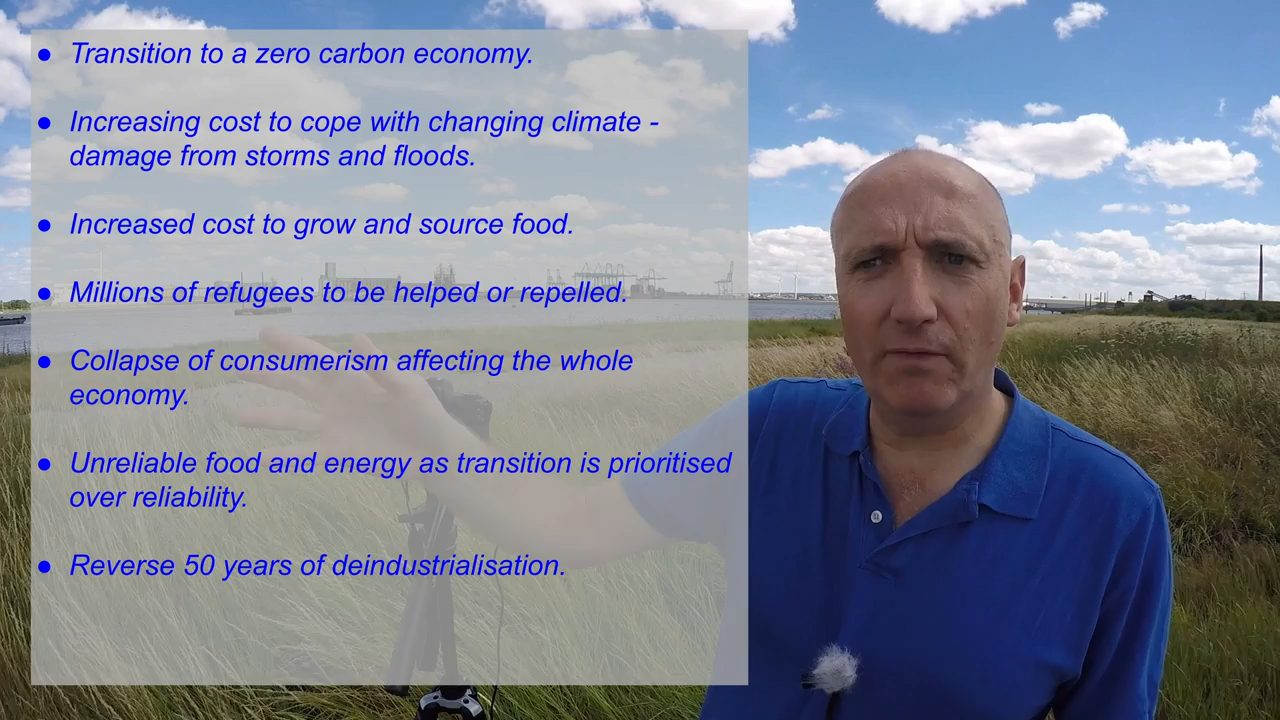 ● Transition to a zero carbon economy.
● Increasing cost to cope with changing climate -
damage from storms and floods.
● Increased cost to grow and source food.
● Millions of refugees to be helped or repelled.
● Collapse of consumerism affecting the whole
economy.
● Unreliable food and energy as transition is prioritised
over reliability.
● Reverse 50 years of deindustrialisation.